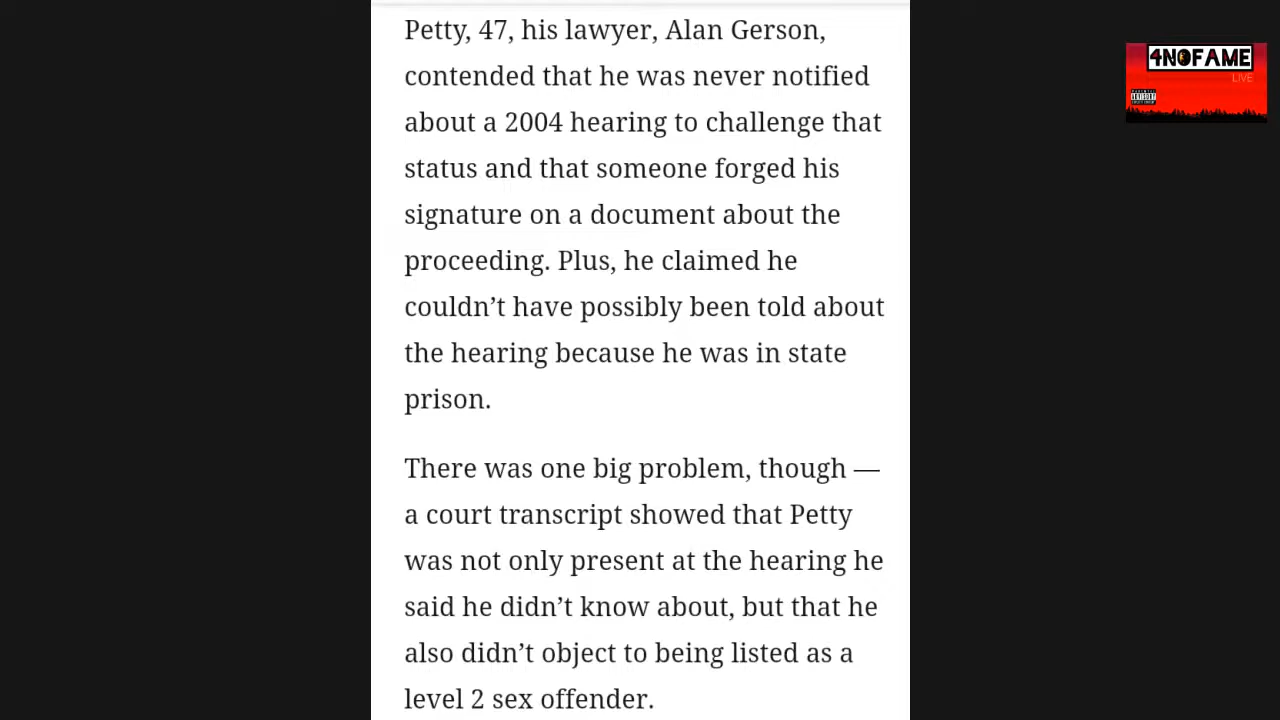 Petty, 47, his lawyer, Alan Gerson,
contended that he was never notified
about a 2004 hearing to challenge that
status and that someone forged his
signature on a document about the
proceeding. Plus, he claimed he
couldn’t have possibly been told about
the hearing because he was in state
prison.
There was one big problem, though —
a court transcript showed that Petty
was not only present at the hearing he
said he didn’t know about, but that he
also didn’t object to being listed as a
level 2 sex offender.
4NOFAME
LIVE